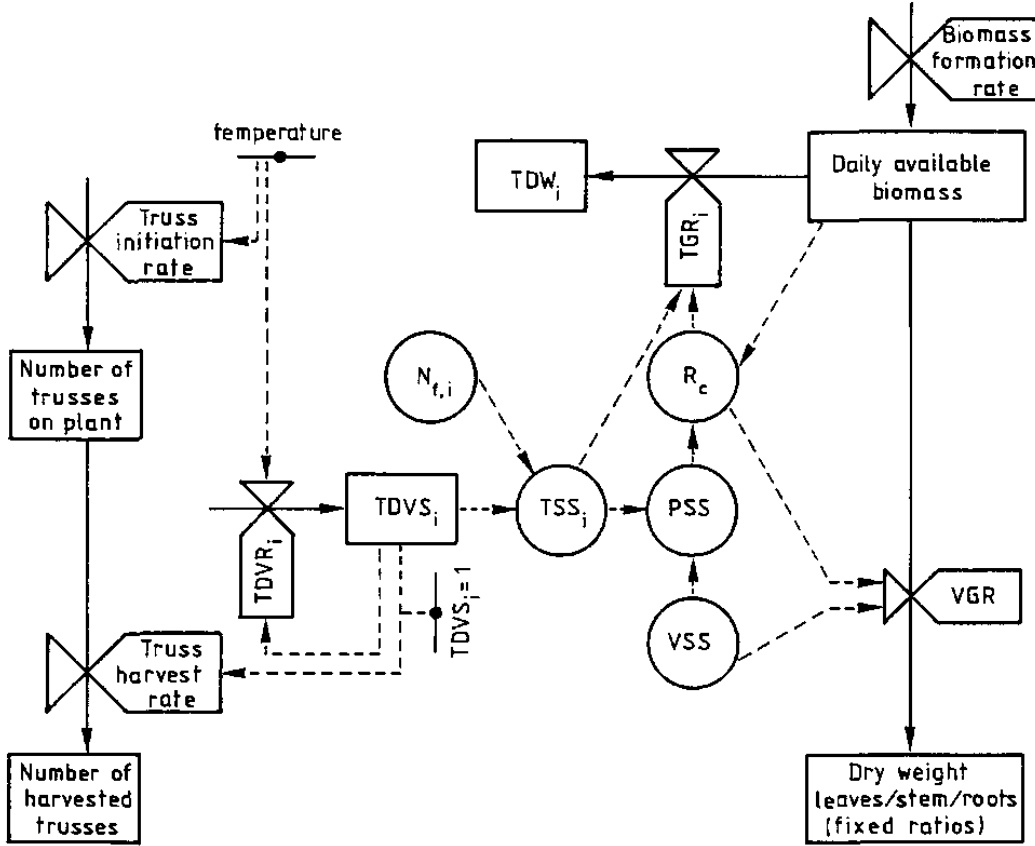 Biomass
formation
rate
femperature
TDW_i
Daily available
biomass
Truss
initiation
rate
TGR_i
Number of
trusses
on plant
N_f,i
R_c
TDVS_i
TSS_i
PSS
TDVR_i
TDVS_i=1
VGR
VSS
Truss
harvest
rate
Number of
harvested
trusses
Dry weight
leaves/stem/roots
(fixed ratios)